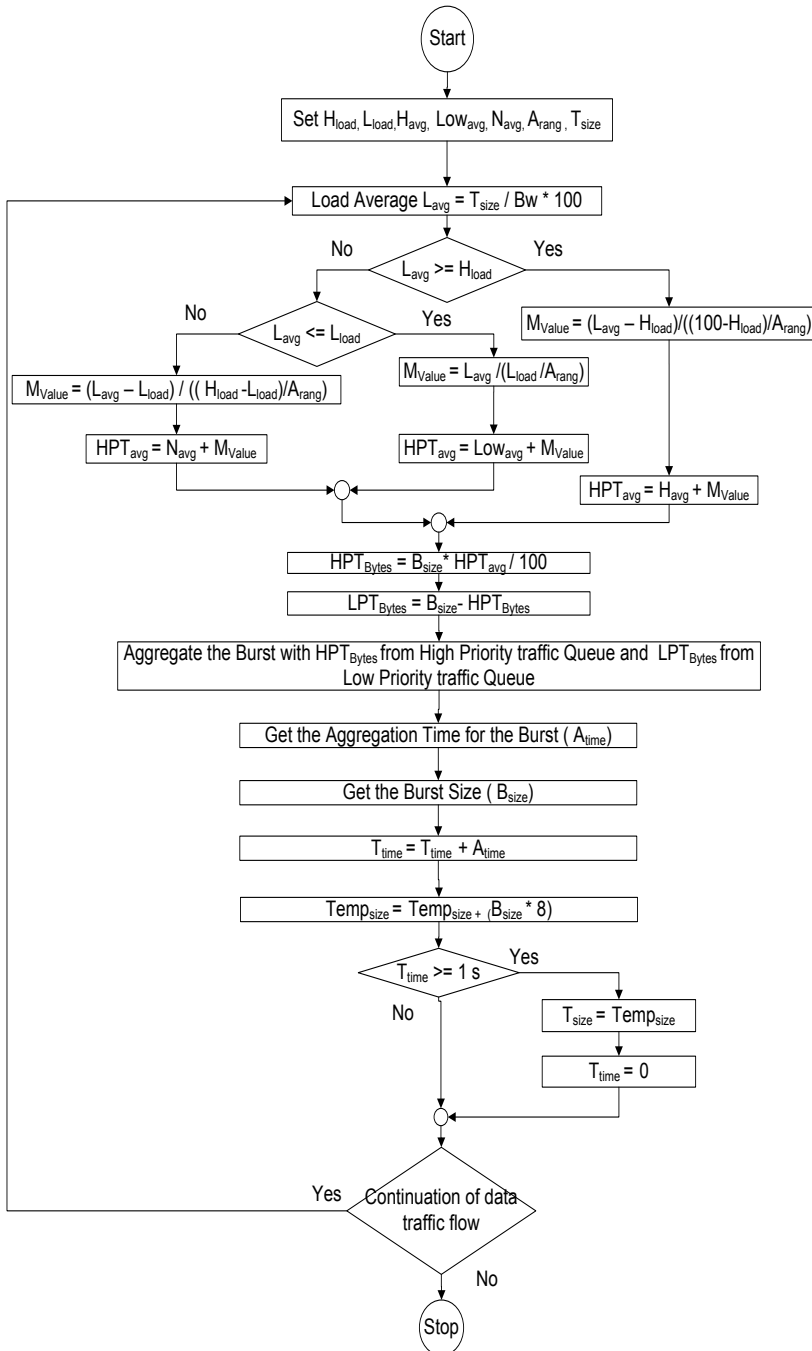 Start
Set Hload, Lload,Havg, Lowavg, Navg, Arang , Tsize
Load Average Lavg = Tsize / Bw * 100
No
Yes
Lavg >= Hload
No
Yes
Lavg <= Lload
MValue = (Lavg – Hload)/((100-Hload)/Arang)
MValue = (Lavg – Lload) / (( Hload -Lload)/Arang)
MValue = Lavg /(Lload /Arang)
HPTavg = Navg + MValue
HPTavg = Lowavg + MValue
HPTavg = Havg + MValue
HPTBytes = Bsize* HPTavg / 100
LPTBytes = Bsize- HPTBytes
Aggregate the Burst with HPTBytes from High Priority traffic Queue and LPTBytes from
Low Priority traffic Queue
Get the Aggregation Time for the Burst ( Atime)
Get the Burst Size ( Bsize)
Ttime = Ttime + Atime
Tempsize = Tempsize + (Bsize * 8)
Ttime >= 1 s
Yes
No
Tsize = Tempsize
Ttime = 0
Yes
Continuation of data
traffic flow
No
Stop